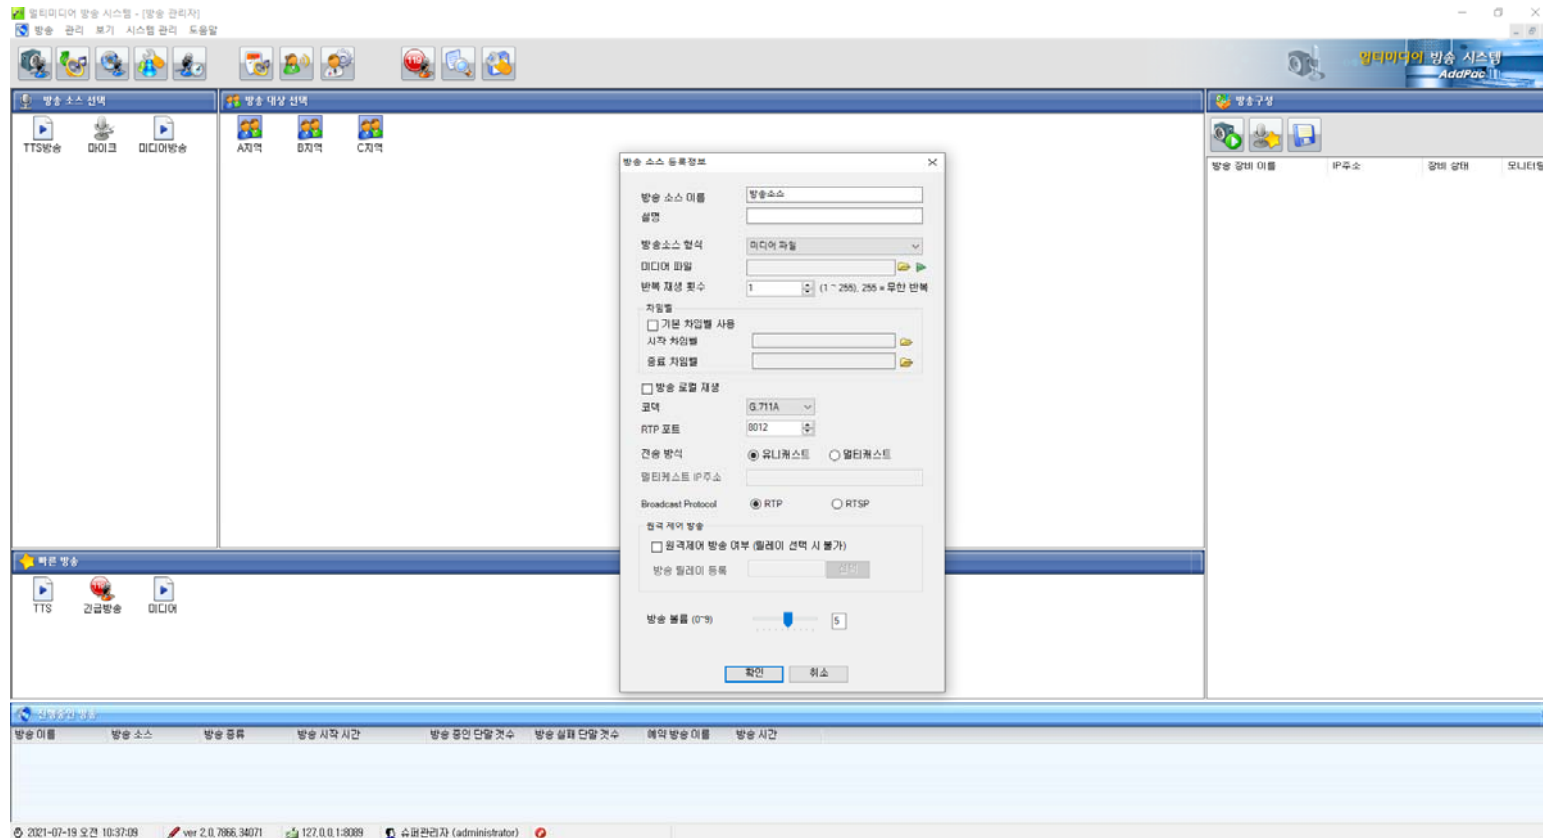 멀티미디어 방송 시스템 - [방송 관리자]
방송 관리 보기 시스템 관리 도움말
멀티미디어 방송 시스템
AddPac
방송 소스 선택
방송 대상 선택
방송구성
TTS방송 마이크 미디어방송
A지역 B지역 C지역
방송 장비 이름 IP주소 장비 상태 모니터링
방송 소스 등록정보
방송 소스 이름 방송소스
설명
방송소스 형식 미디어 파일
미디어 파일
반복 재생 횟수 1 (1 ~ 255), 255 = 무한 반복
차임벨
기본 차임벨 사용
시작 차임벨
종료 차임벨
방송 로컬 재생
코덱 G.711A
RTP 포트 8012
전송 방식 유니캐스트 멀티캐스트
멀티케스트 IP주소
Broadcast Protocol RTP RTSP
원격 제어 방송
원격제어 방송 여부 (릴레이 선택 시 불가)
방송 릴레이 등록 선택
방송 볼륨 (0~9) 5
확인 취소
빠른 방송
TTS 긴급방송 미디어
진행중인 방송
방송 이름 방송 소스 방송 종류 방송 시작 시간 방송 중인 단말 갯수 방송 실패 단말 갯수 예약 방송 이름 방송 시간
2021-07-19 오전 10:37:09 ver 2.0.7866.34071 127.0.0.1:8089 슈퍼관리자 (administrator)